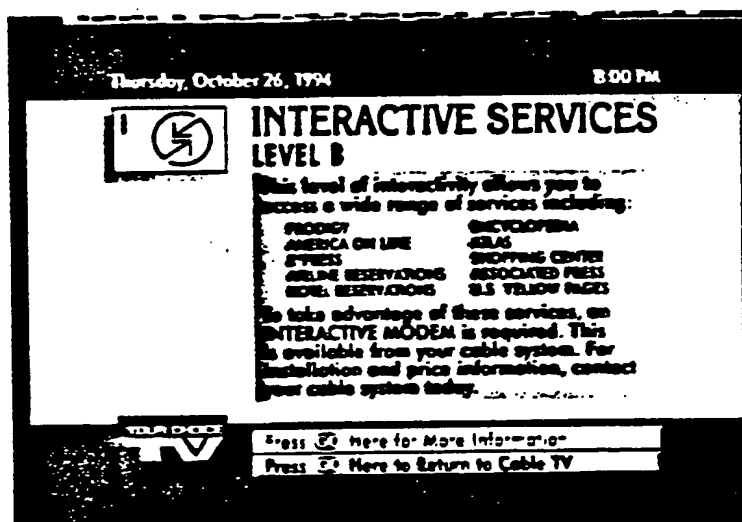 Thursday, October 26, 1994
8:00 PM
INTERACTIVE SERVICES
LEVEL B
This level of interactivity allows you to
access a wide range of services including:
PRODIGY
ENCYCLOPEDIA
AMERICA ON LINE
ATLAS
X*PRESS
SHOPPING CENTER
AIRLINE RESERVATIONS
ASSOCIATED PRESS
HOTEL RESERVATIONS
U.S YELLOW PAGES
To take advantage of these services, an
INTERACTIVE MODEM is required. This
is available from your cable system. For
installation and price information, contact
your cable system today.
YOUR CHOICE
TV
Press Here for More Information
Press Here to Return to Cable TV